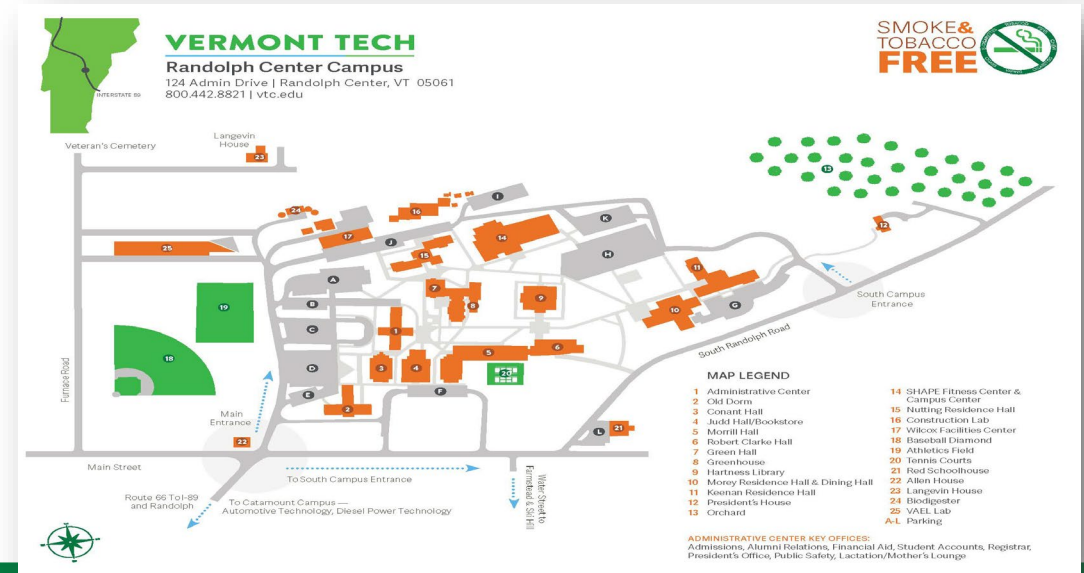 VERMONT TECH
Randolph Center Campus
124 Admin Drive | Randolph Center, VT 05061
800.442.8821 | vtc.edu
INTERSTATE 89
SMOKE&
TOBACCO
FREE
Veteran's Cemetery
Langevin
House
23
24
16
I
17
J
14
K
H
15
13
12
25
A
7
8
9
11
10
G
South Campus
Entrance
19
B
C
1
South Randolph Road
18
D
3
4
5
6
20
E
F
2
Furnace Road
Main
Entrance
22
L
21
Main Street
To South Campus Entrance
Route 66 To I-89
and Randolph
To Catamount Campus —
Automotive Technology, Diesel Power Technology
Water Street to
Farmstead & Ski Hill
MAP LEGEND
1 Administrative Center
2 Old Dorm
3 Conant Hall
4 Judd Hall/Bookstore
5 Morrill Hall
6 Robert Clarke Hall
7 Green Hall
8 Greenhouse
9 Hartness Library
10 Morey Residence Hall & Dining Hall
11 Keenan Residence Hall
12 President's House
13 Orchard
14 SHAPE Fitness Center &
Campus Center
15 Nutting Residence Hall
16 Construction Lab
17 Wilcox Facilities Center
18 Baseball Diamond
19 Athletics Field
20 Tennis Courts
21 Red Schoolhouse
22 Allen House
23 Langevin House
24 Biodigester
25 VAEL Lab
A-L Parking
ADMINISTRATIVE CENTER KEY OFFICES:
Admissions, Alumni Relations, Financial Aid, Student Accounts, Registrar,
President's Office, Public Safety, Lactation/Mother's Lounge